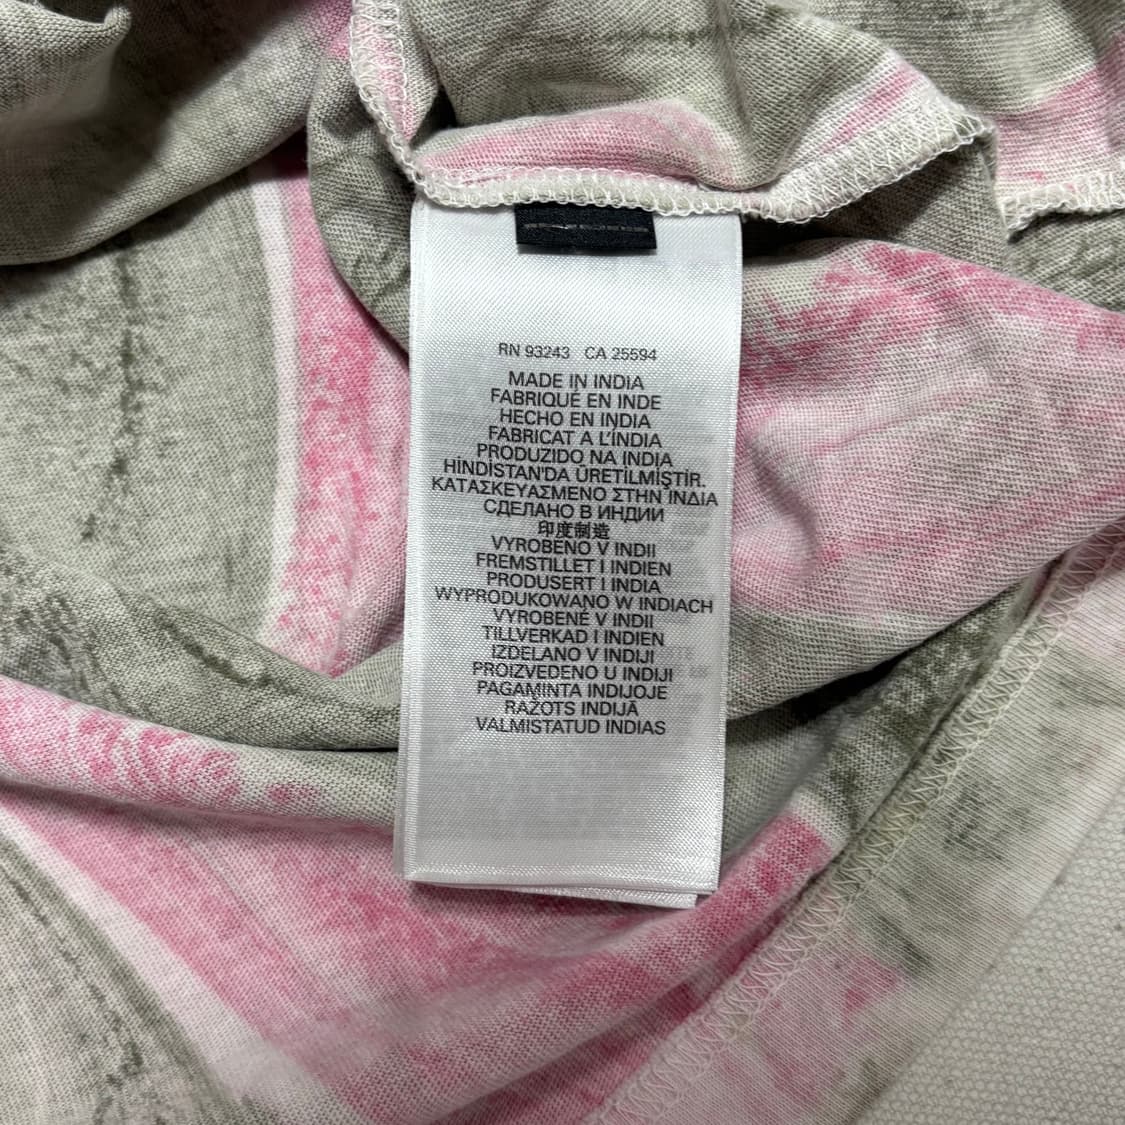 RN 93243 CA 25594
MADE IN INDIA
FABRIQUÉ EN INDE
HECHO EN INDIA
FABRICAT A L'ÍNDIA
PRODUZIDO NA INDIA
HİNDİSTAN'DA ÜRETİLMİŞTİR.
ΚΑΤΑΣΚΕΥΑΣΜΕΝΟ ΣΤΗΝ ΙΝΔΙΑ
СДЕЛАНО В ИНДИИ
印度制造
VYROBENO V INDII
FREMSTILLET I INDIEN
PRODUSERT I INDIA
WYPRODUKOWANO W INDIACH
VYROBENÉ V INDII
TILLVERKAD I INDIEN
IZDELANO V INDIJI
PROIZVEDENO U INDIJI
PAGAMINTA INDIJOJE
RAŽOTS INDIJĀ
VALMISTATUD INDIAS